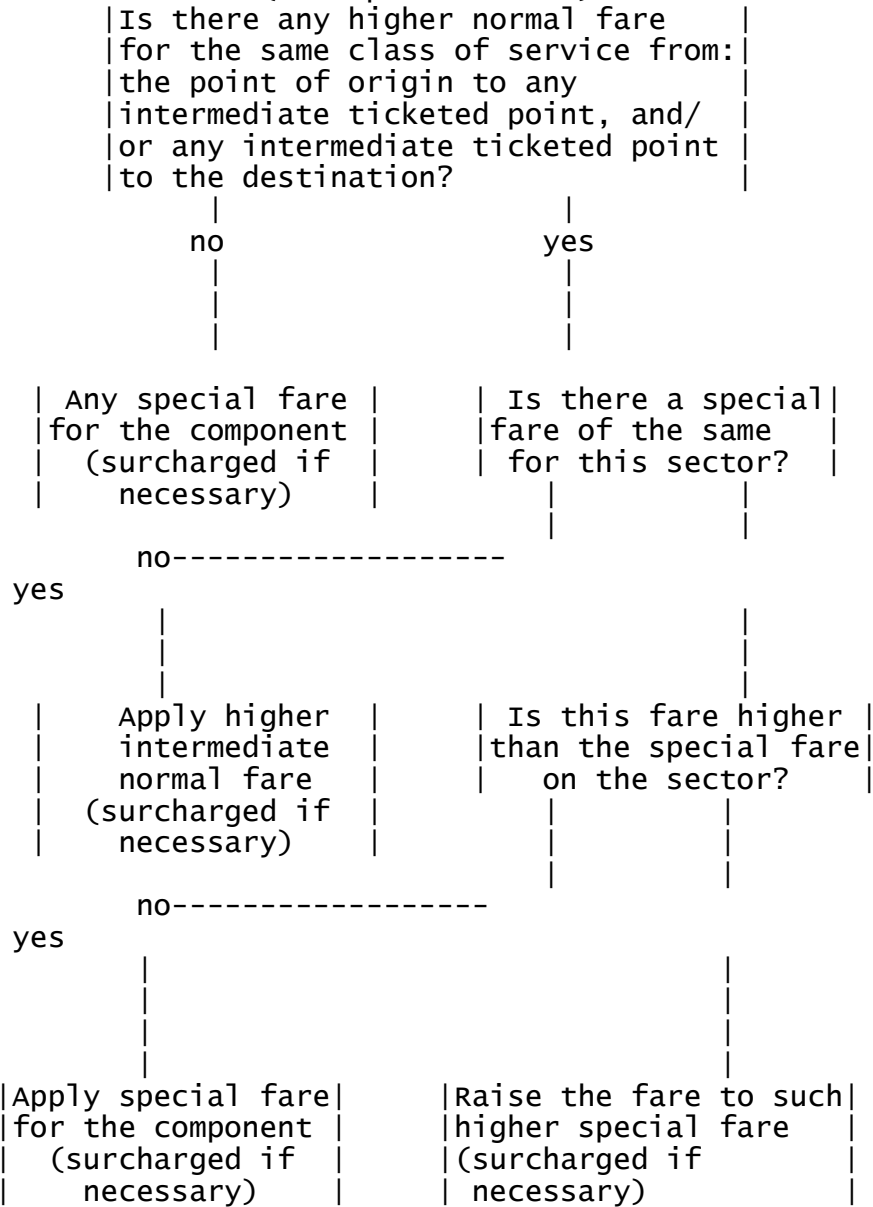 |Is there any higher normal fare |
|for the same class of service from:|
|the point of origin to any |
|intermediate ticketed point, and/ |
|or any intermediate ticketed point |
|to the destination? |
| |
no yes
| |
| |
| |
| Any special fare | | Is there a special|
|for the component | |fare of the same |
| (surcharged if | | for this sector? |
| necessary) | | |
| |
no-------------------
yes
| |
| |
| |
| Apply higher | | Is this fare higher |
| intermediate | |than the special fare|
| normal fare | | on the sector? |
| (surcharged if | | |
| necessary) | | |
| |
no------------------
yes
| |
| |
| |
| |
|Apply special fare| |Raise the fare to such|
|for the component | |higher special fare |
| (surcharged if | |(surcharged if |
| necessary) | | necessary) |